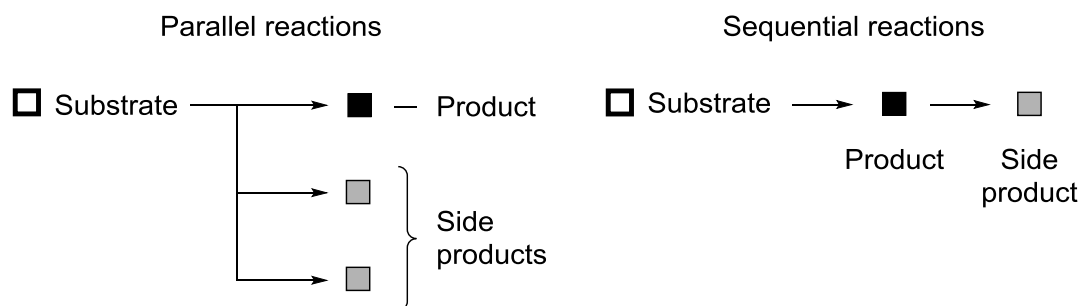 Parallel reactions
Substrate
Product
Side
products
Sequential reactions
Substrate
Product
Side
product